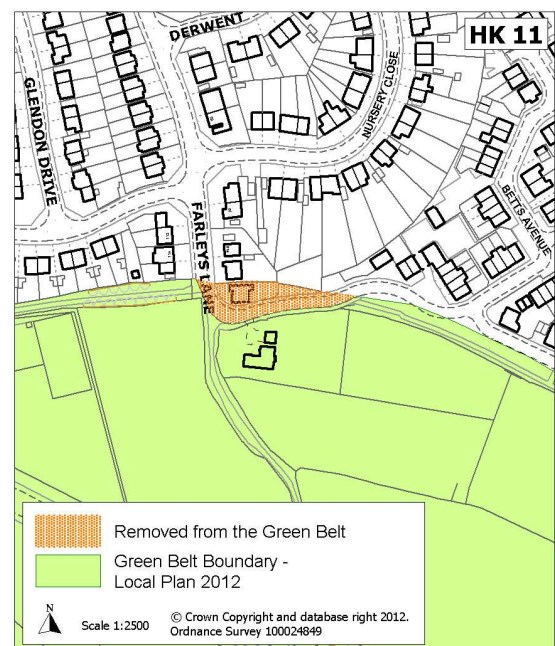 HK 11
DERWENT
GLENDON DRIVE
NURSERY CLOSE
BETTS AVENUE
FARLEYS LANE
Removed from the Green Belt
Green Belt Boundary -
Local Plan 2012
N
Scale 1:2500
© Crown Copyright and database right 2012.
Ordnance Survey 100024849